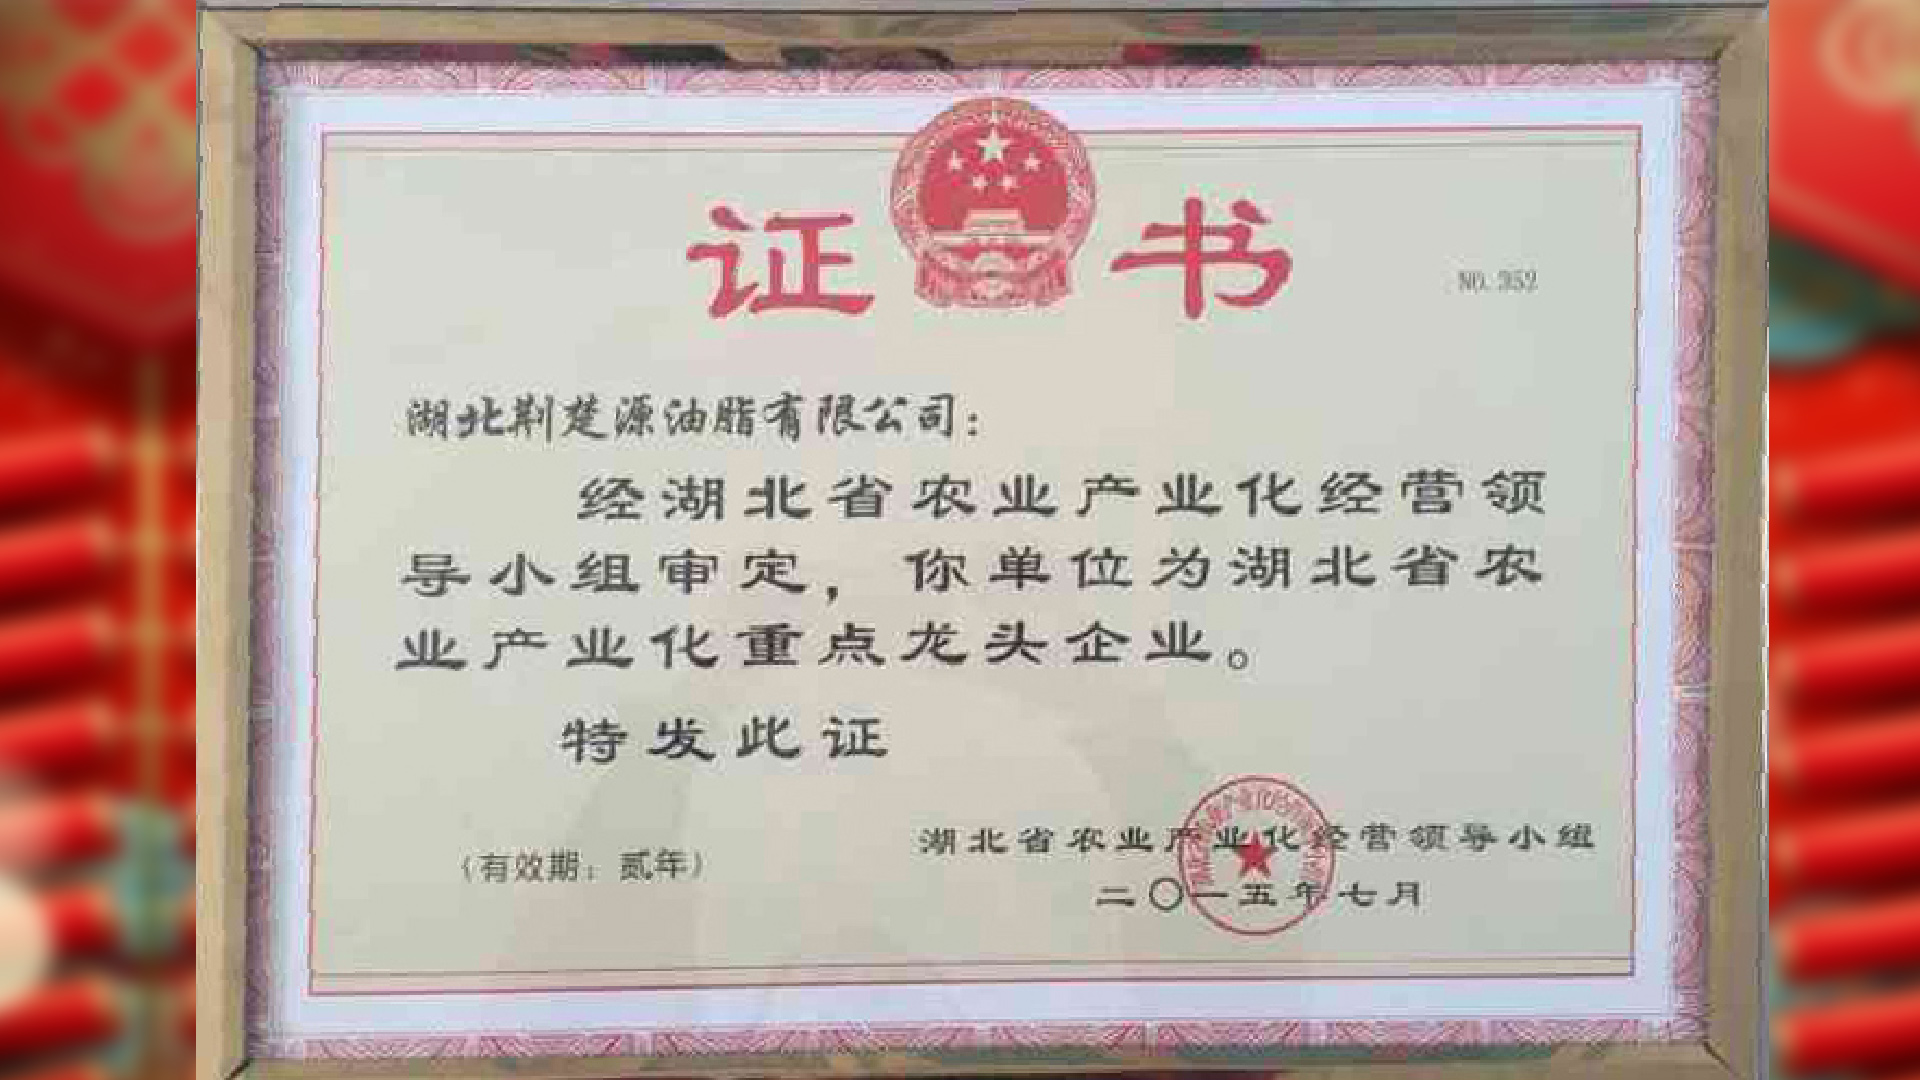 证书
NO. 352
湖北荆楚源油脂有限公司：
经湖北省农业产业化经营领
导小组审定，你单位为湖北省农
业产业化重点龙头企业。
特发此证
（有效期：贰年）
湖北省农业产业化经营领导小组
二〇一五年七月